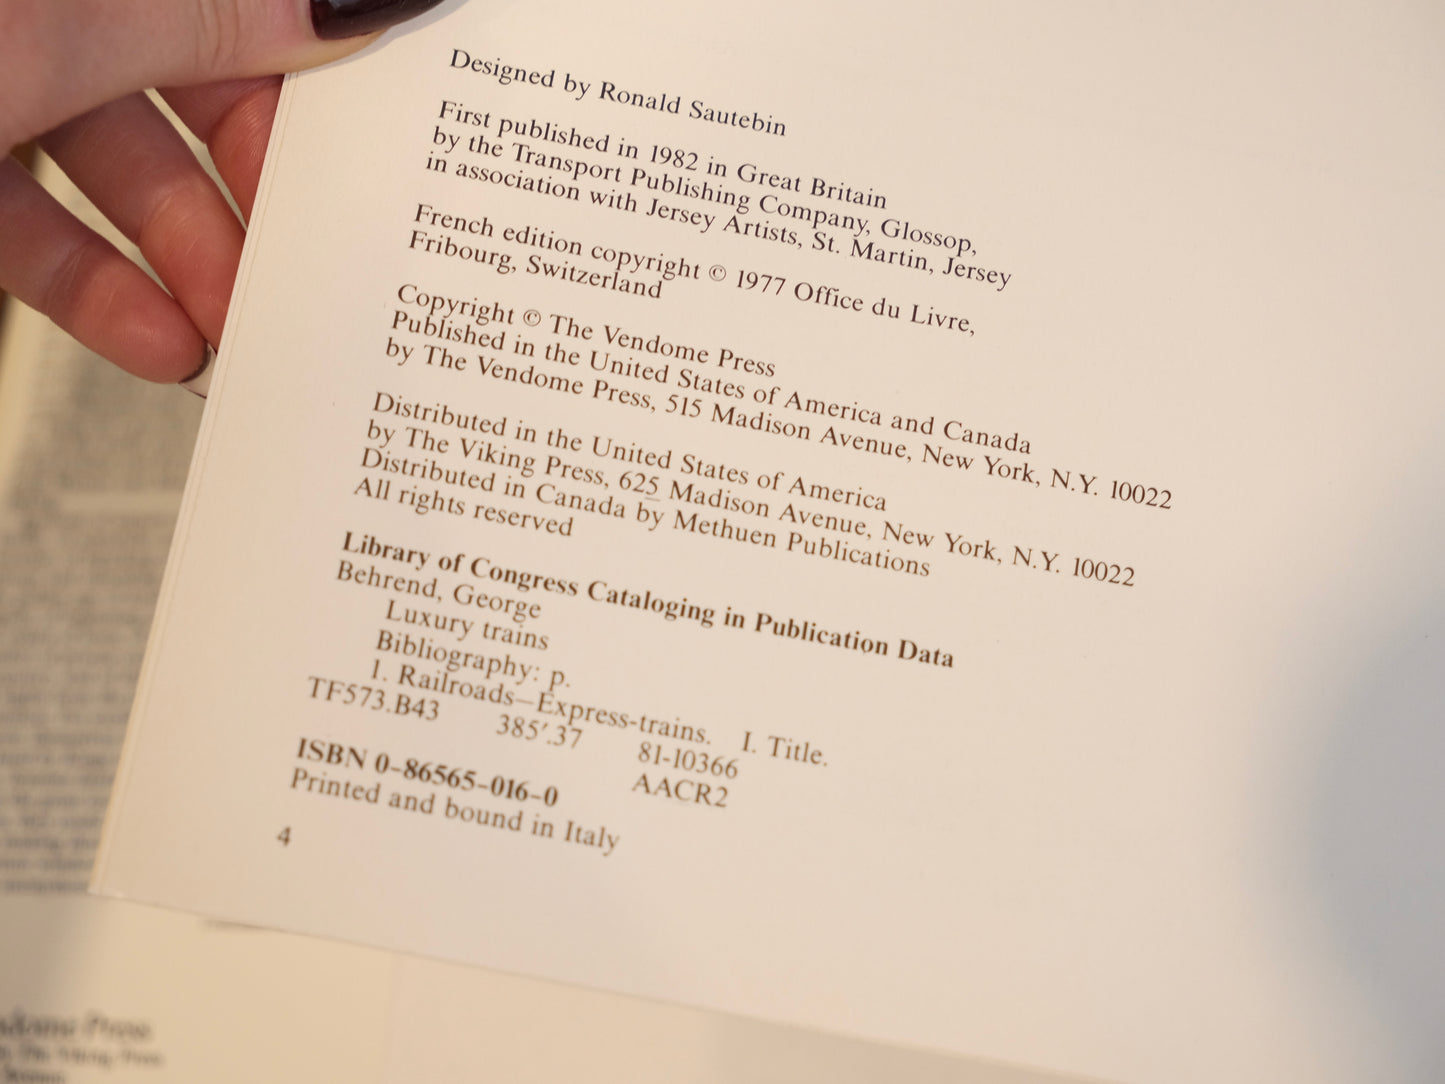 Designed by Ronald Sautebin
First published in 1982 in Great Britain
by the Transport Publishing Company, Glossop,
in association with Jersey Artists, St. Martin, Jersey
French edition copyright © 1977 Office du Livre,
Fribourg, Switzerland
Copyright © The Vendome Press
Published in the United States of America and Canada
by The Vendome Press, 515 Madison Avenue, New York, N.Y. 10022
Distributed in the United States of America
by The Viking Press, 625 Madison Avenue, New York, N.Y. 10022
Distributed in Canada by Methuen Publications
All rights reserved
Library of Congress Cataloging in Publication Data
Behrend, George
Luxury trains
Bibliography: p.
1. Railroads—Express-trains. I. Title.
TF573.B43 385'.37 81-10366
AACR2
ISBN 0-86565-016-0
Printed and bound in Italy
4
Press
The Viking Press